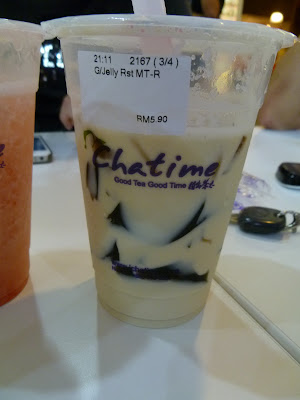 21:11 2167 (3/4)
G/Jelly Rst MT-R
RM5.90
Chatime
Good Tea Good Time 日出茶太